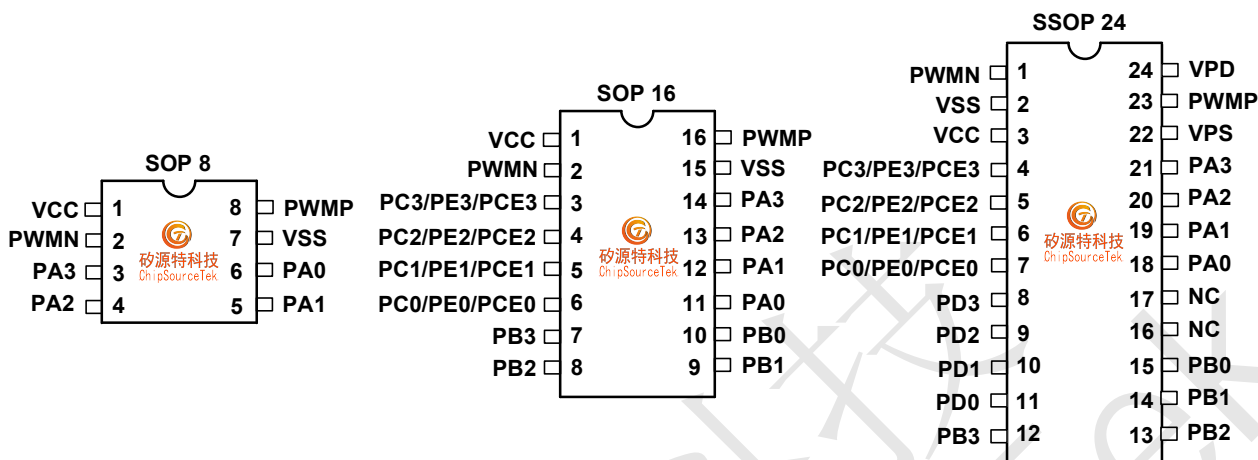 SOP 8
VCC 1 8 PWMP
PWMN 2 7 VSS
PA3 3 6 PA0
PA2 4 5 PA1
矽源特科技
ChipSourceTek
SOP 16
VCC 1 16 PWMP
PWMN 2 15 VSS
PC3/PE3/PCE3 3 14 PA3
PC2/PE2/PCE2 4 13 PA2
PC1/PE1/PCE1 5 12 PA1
PC0/PE0/PCE0 6 11 PA0
PB3 7 10 PB0
PB2 8 9 PB1
矽源特科技
ChipSourceTek
SSOP 24
PWMN 1 24 VPD
VSS 2 23 PWMP
VCC 3 22 VPS
PC3/PE3/PCE3 4 21 PA3
PC2/PE2/PCE2 5 20 PA2
PC1/PE1/PCE1 6 19 PA1
PC0/PE0/PCE0 7 18 PA0
PD3 8 17 NC
PD2 9 16 NC
PD1 10 15 PB0
PD0 11 14 PB1
PB3 12 13 PB2
矽源特科技
ChipSourceTek